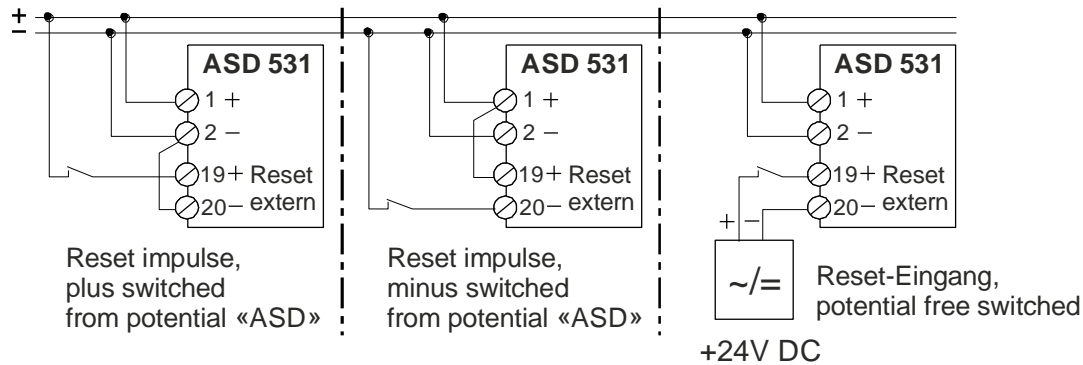 +
−
ASD 531
1 +
2 −
19+ Reset
20− extern
Reset impulse,
plus switched
from potential «ASD»
ASD 531
1 +
2 −
19+ Reset
20− extern
Reset impulse,
minus switched
from potential «ASD»
ASD 531
1 +
2 −
19+ Reset
20− extern
+ −
~/=
Reset-Eingang,
potential free switched
+24V DC